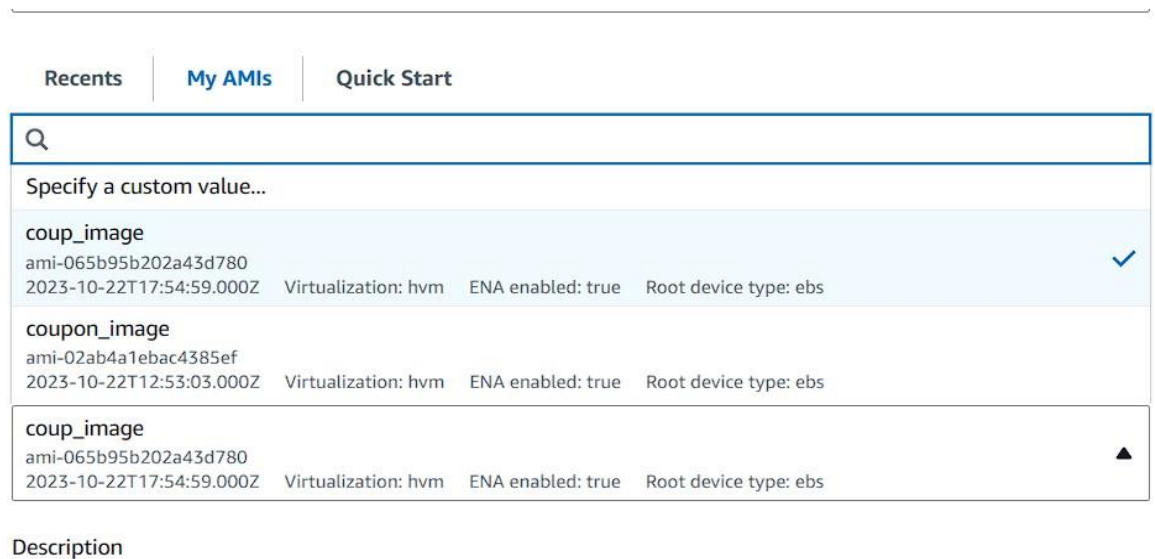 Recents My AMIs Quick Start
Specify a custom value...
coup_image
ami-065b95b202a43d780
2023-10-22T17:54:59.000Z Virtualization: hvm ENA enabled: true Root device type: ebs
coupon_image
ami-02ab4a1ebac4385ef
2023-10-22T12:53:03.000Z Virtualization: hvm ENA enabled: true Root device type: ebs
coup_image
ami-065b95b202a43d780
2023-10-22T17:54:59.000Z Virtualization: hvm ENA enabled: true Root device type: ebs
Description